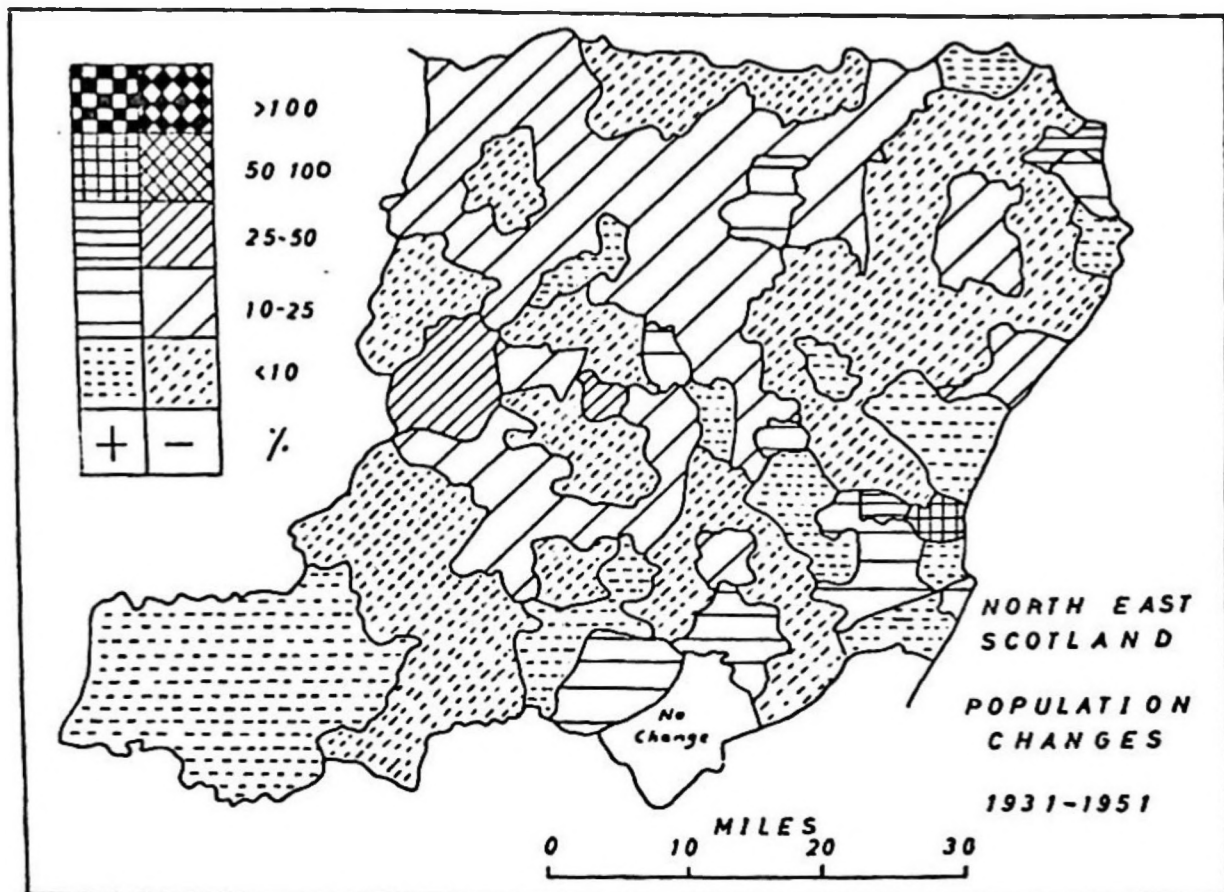 >100
50 100
25-50
10-25
<10
+ - %
No
Change
NORTH EAST
SCOTLAND
POPULATION
CHANGES
1931-1951
MILES
0 10 20 30